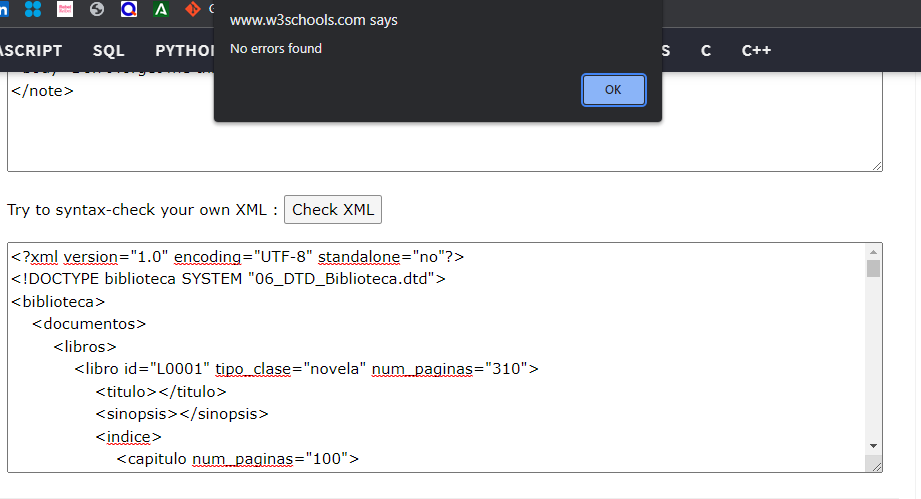 www.w3schools.com says
No errors found
OK
SQL
C
C++
</note>
Try to syntax-check your own XML : Check XML
<?xml version="1.0" encoding="UTF-8" standalone="no"?>
<!DOCTYPE biblioteca SYSTEM "06_DTD_Biblioteca.dtd">
<biblioteca>
<documentos>
<libros>
<libro id="L0001" tipo_clase="novela" num_paginas="310">
<titulo></titulo>
<sinopsis></sinopsis>
<indice>
<capitulo num_paginas="100">